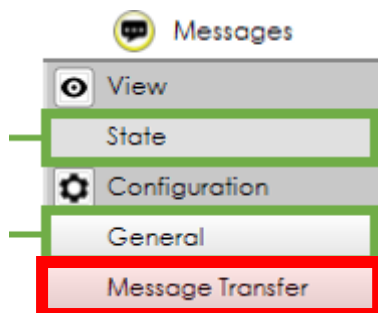 Messages
View
State
Configuration
General
Message Transfer